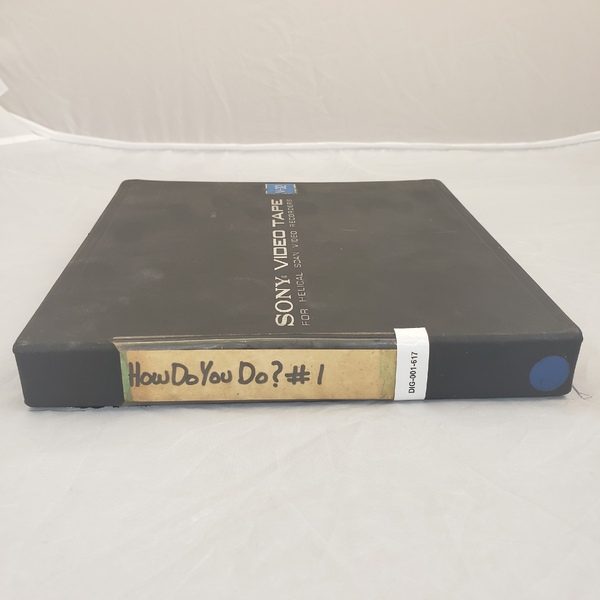 SONY VIDEO TAPE
FOR HELICAL SCAN VIDEO RECORDERS
HOW DO YOU DO? #1
DIG-001-617